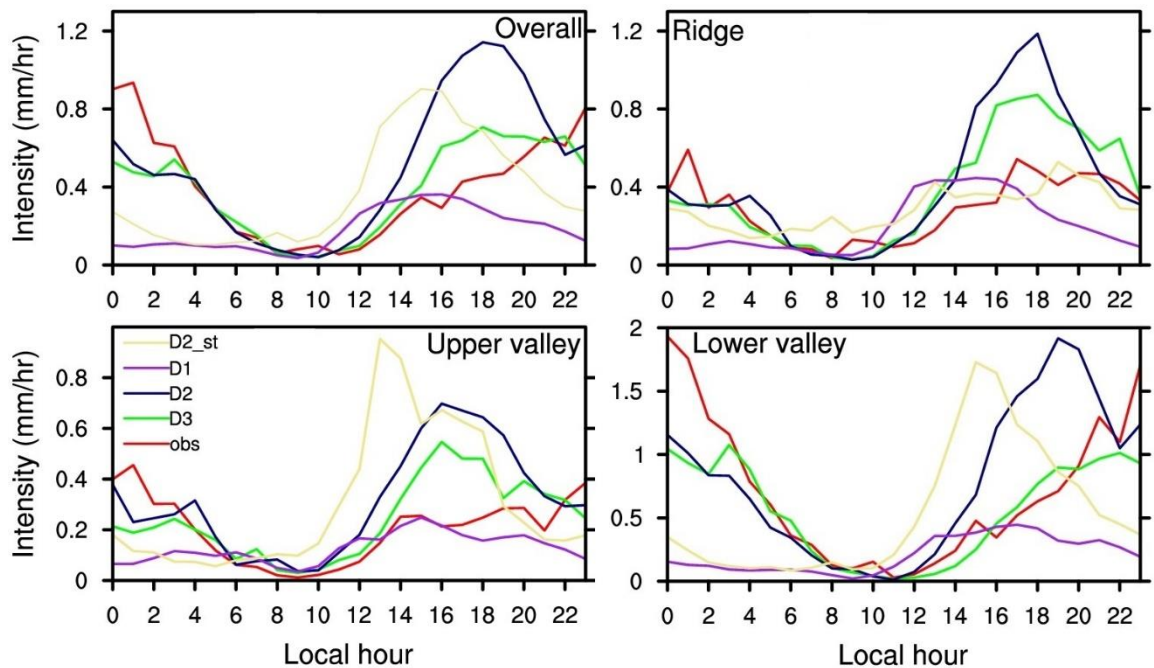 Overall
Intensity (mm/hr)
1.2
0.8
0.4
0
0 2 4 6 8 10 12 14 16 18 20 22
Ridge
1.2
0.8
0.4
0
0 2 4 6 8 10 12 14 16 18 20 22
Upper valley
Intensity (mm/hr)
0.8
0.6
0.4
0.2
0
D2_st
D1
D2
D3
obs
0 2 4 6 8 10 12 14 16 18 20 22
Local hour
Lower valley
2
1.5
1
0.5
0
0 2 4 6 8 10 12 14 16 18 20 22
Local hour